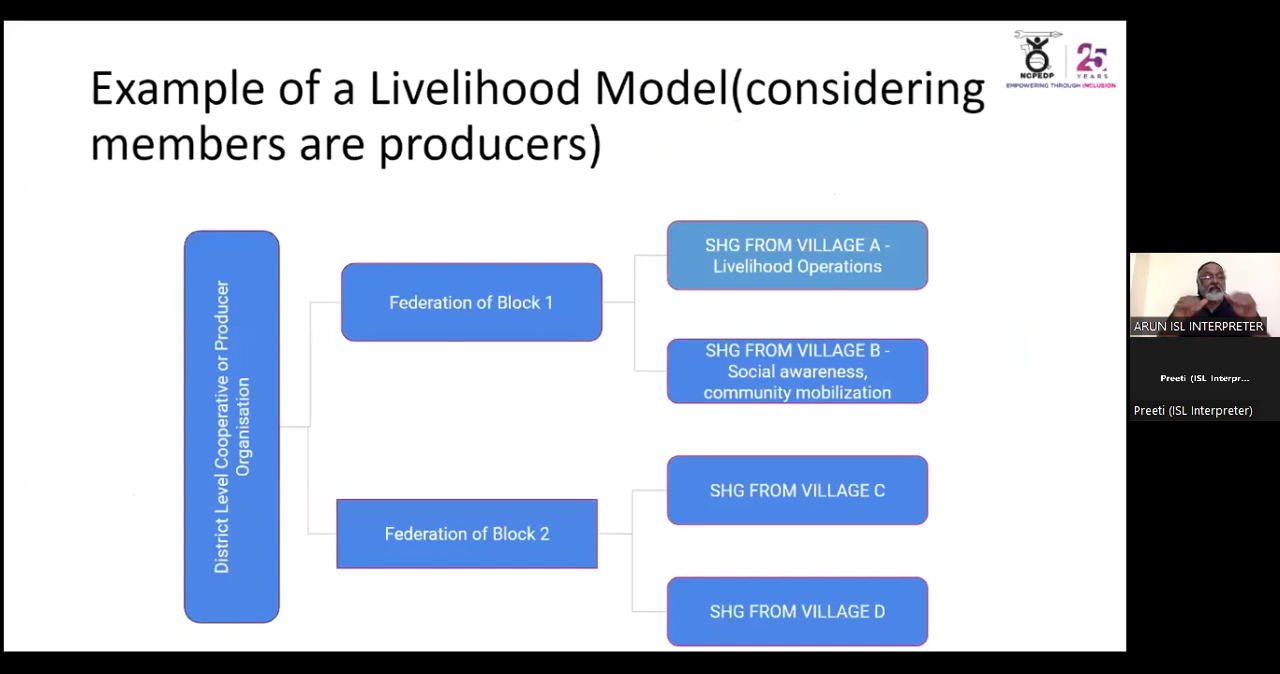 Example of a Livelihood Model(considering
members are producers)
NCPEDP
25
YEARS
EMPOWERING THROUGH INCLUSION
District Level Cooperative or Producer
Organisation
Federation of Block 1
SHG FROM VILLAGE A -
Livelihood Operations
SHG FROM VILLAGE B -
Social awareness,
community mobilization
Federation of Block 2
SHG FROM VILLAGE C
SHG FROM VILLAGE D
ARUN ISL INTERPRETER
Preeti (ISL Interpr...
Preeti (ISL Interpreter)